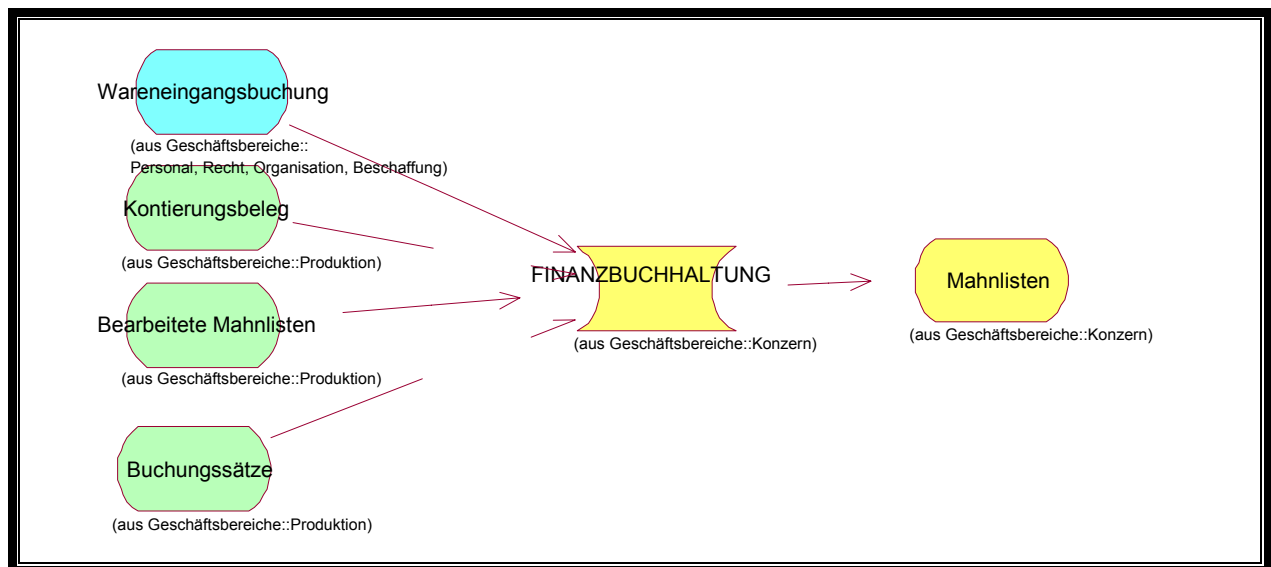 Wareneingangsbuchung
(aus Geschäftsbereiche::
Personal, Recht, Organisation, Beschaffung)
Kontierungsbeleg
(aus Geschäftsbereiche::Produktion)
Bearbeitete Mahnlisten
(aus Geschäftsbereiche::Produktion)
Buchungssätze
(aus Geschäftsbereiche::Produktion)
FINANZBUCHHALTUNG
(aus Geschäftsbereiche::Konzern)
Mahnlisten
(aus Geschäftsbereiche::Konzern)